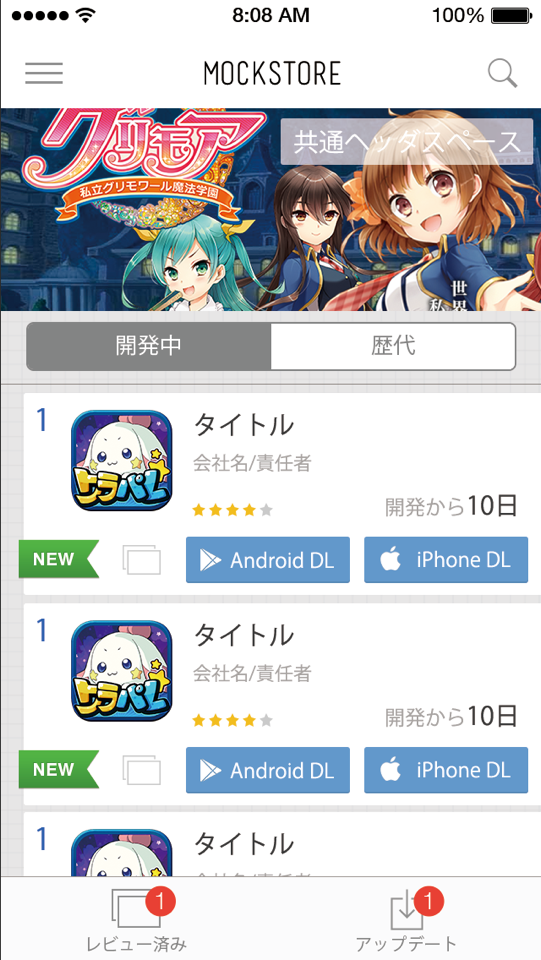 8:08 AM
100%
MOCKSTORE
グリモア
私立グリモワール魔法学園
共通ヘッダスペース
世界
私
開発中
歴代
1
タイトル
会社名/責任者
トラパレ
開発から10日
NEW
Android DL
iPhone DL
1
タイトル
会社名/責任者
トラパレ
開発から10日
NEW
Android DL
iPhone DL
1
タイトル
1
レビュー済み
1
アップデート